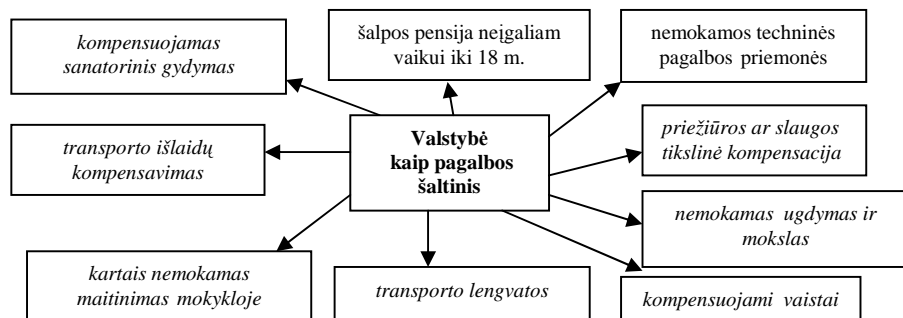 kompensuojamas
sanatorinis gydymas
šalpos pensija neįgaliam
vaikui iki 18 m.
nemokamos techninės
pagalbos priemonės
transporto išlaidų
kompensavimas
Valstybė
kaip pagalbos
šaltinis
priežiūros ar slaugos
tikslinė kompensacija
nemokamas ugdymas ir
mokslas
kartais nemokamas
maitinimas mokykloje
transporto lengvatos
kompensuojami vaistai